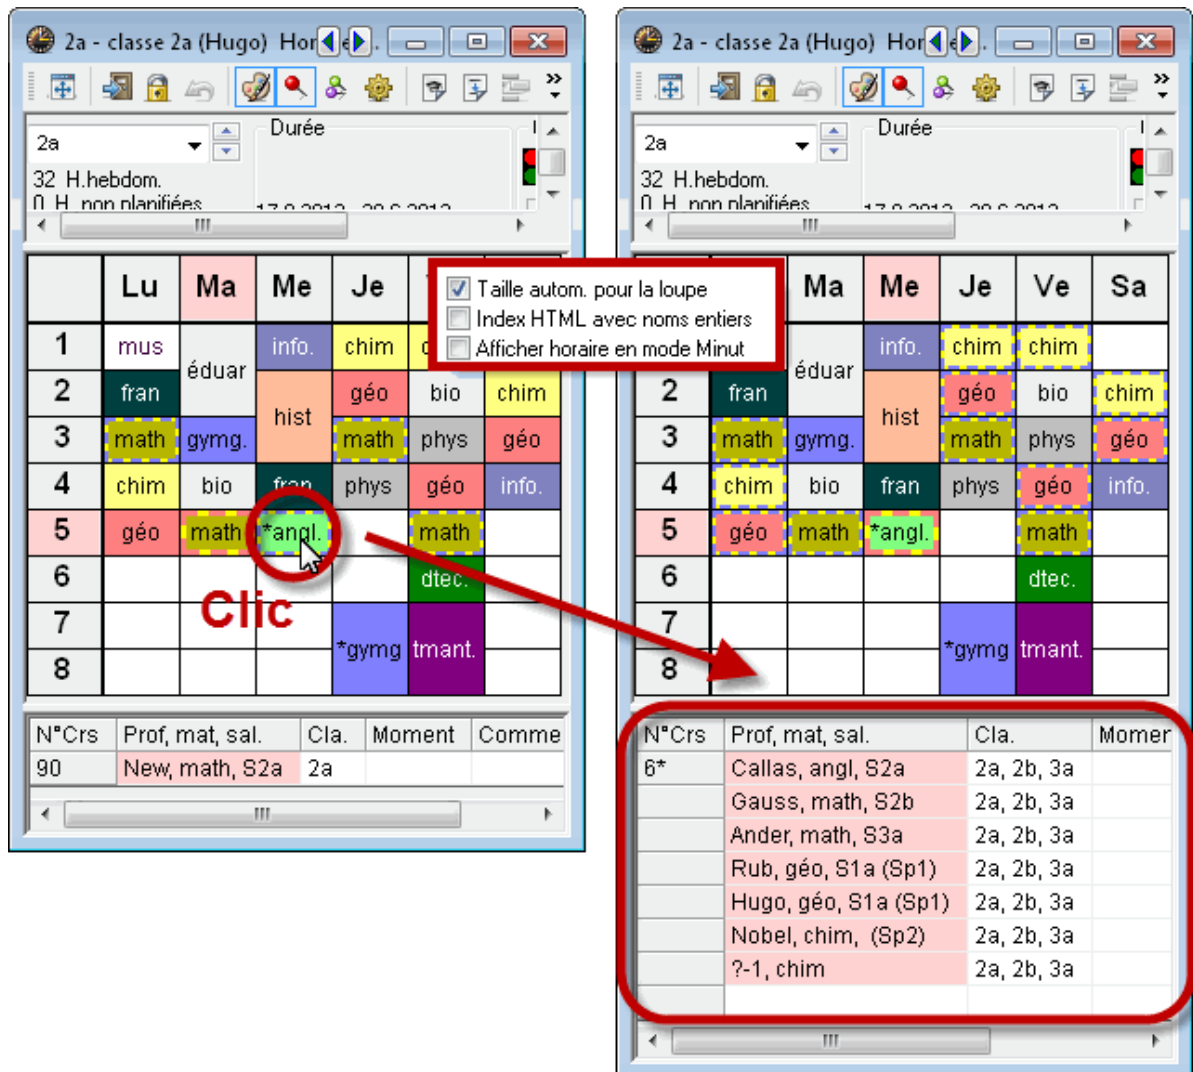 2a - classe 2a (Hugo) Hor
2a
Durée
32 H.hebdom.
0 H. non planifiées
Lu Ma Me Je
1 mus éduar info. chim
2 fran hist géo bio chim
3 math gymg. math phys géo
4 chim bio fran phys géo info.
5 géo math *angl. math
6 dtec.
7 *gymg tmant.
8
Clic
N°Crs Prof, mat, sal. Cla. Moment Comme
90 New, math, S2a 2a
Taille autom. pour la loupe
Index HTML avec noms entiers
Afficher horaire en mode Minut
2a - classe 2a (Hugo) Hor
2a
Durée
32 H.hebdom.
0 H. non planifiées
Ma Me Je Ve Sa
éduar info. chim chim
2 fran hist géo bio chim
3 math gymg. math phys géo
4 chim bio fran phys géo info.
5 géo math *angl. math
6 dtec.
7 *gymg tmant.
8
N°Crs Prof, mat, sal. Cla. Momer
6* Callas, angl, S2a 2a, 2b, 3a
Gauss, math, S2b 2a, 2b, 3a
Ander, math, S3a 2a, 2b, 3a
Rub, géo, S1a (Sp1) 2a, 2b, 3a
Hugo, géo, S1a (Sp1) 2a, 2b, 3a
Nobel, chim, (Sp2) 2a, 2b, 3a
?-1, chim 2a, 2b, 3a